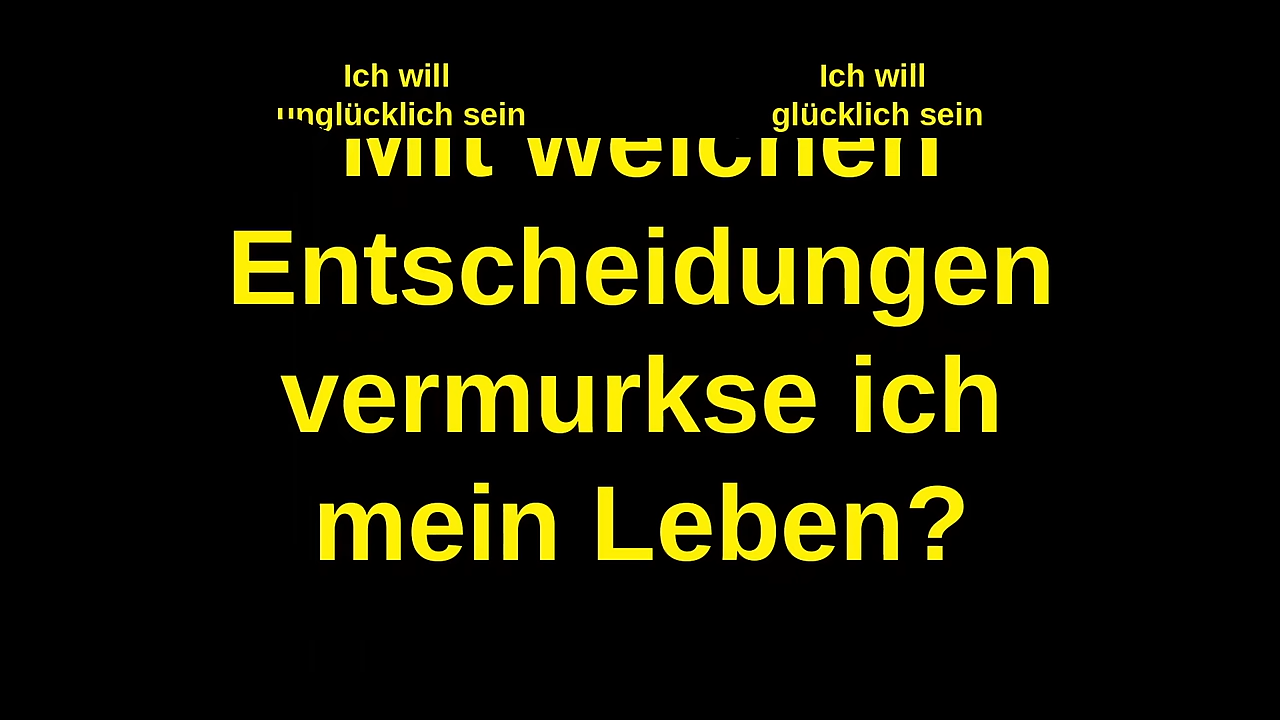 Ich will
unglücklich sein
Ich will
glücklich sein
Mit welchen
Entscheidungen
vermurkse ich
mein Leben?